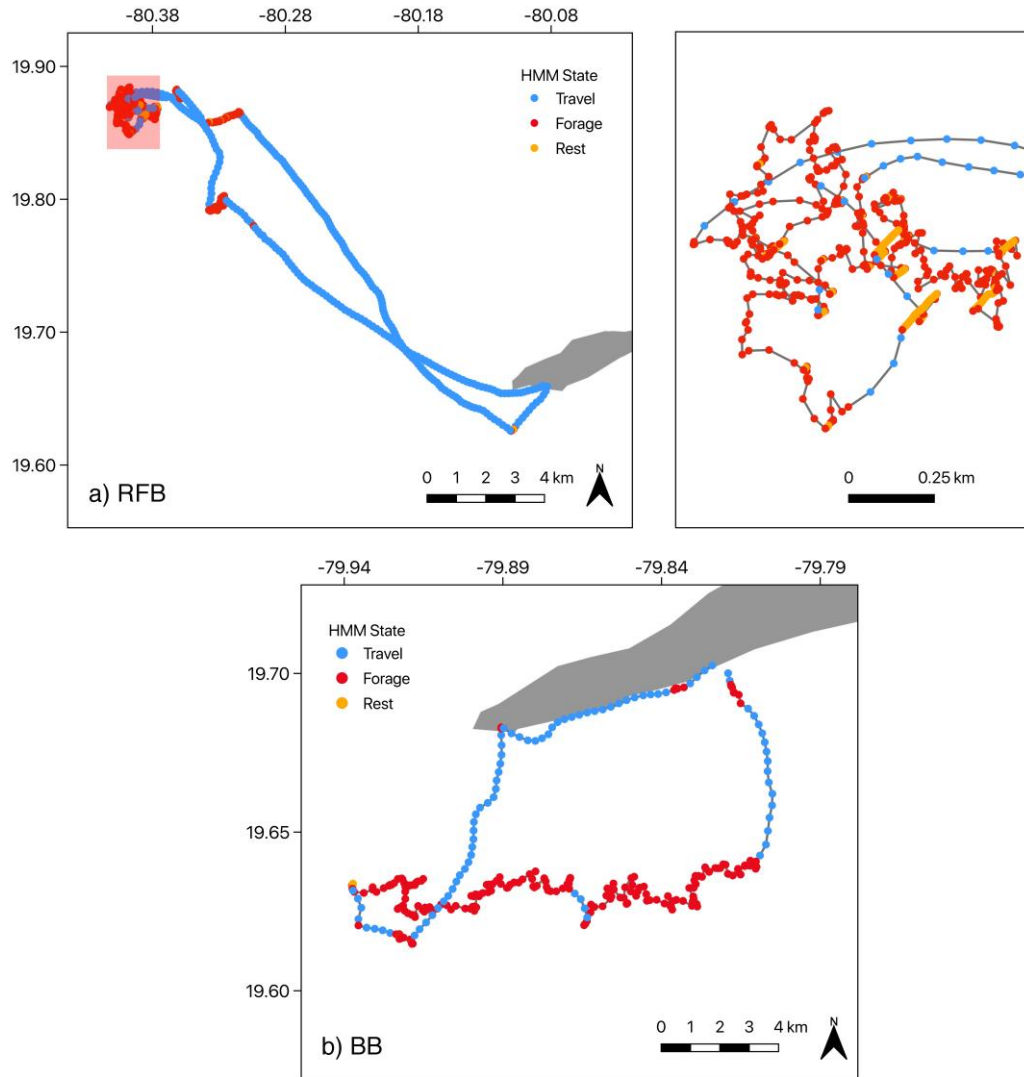 -80.38 -80.28 -80.18 -80.08
19.90
19.80
19.70
19.60
HMM State
Travel
Forage
Rest
0 1 2 3 4 km
N
a) RFB
0 0.25 km
-79.94 -79.89 -79.84 -79.79
19.70
19.65
19.60
HMM State
Travel
Forage
Rest
0 1 2 3 4 km
N
b) BB